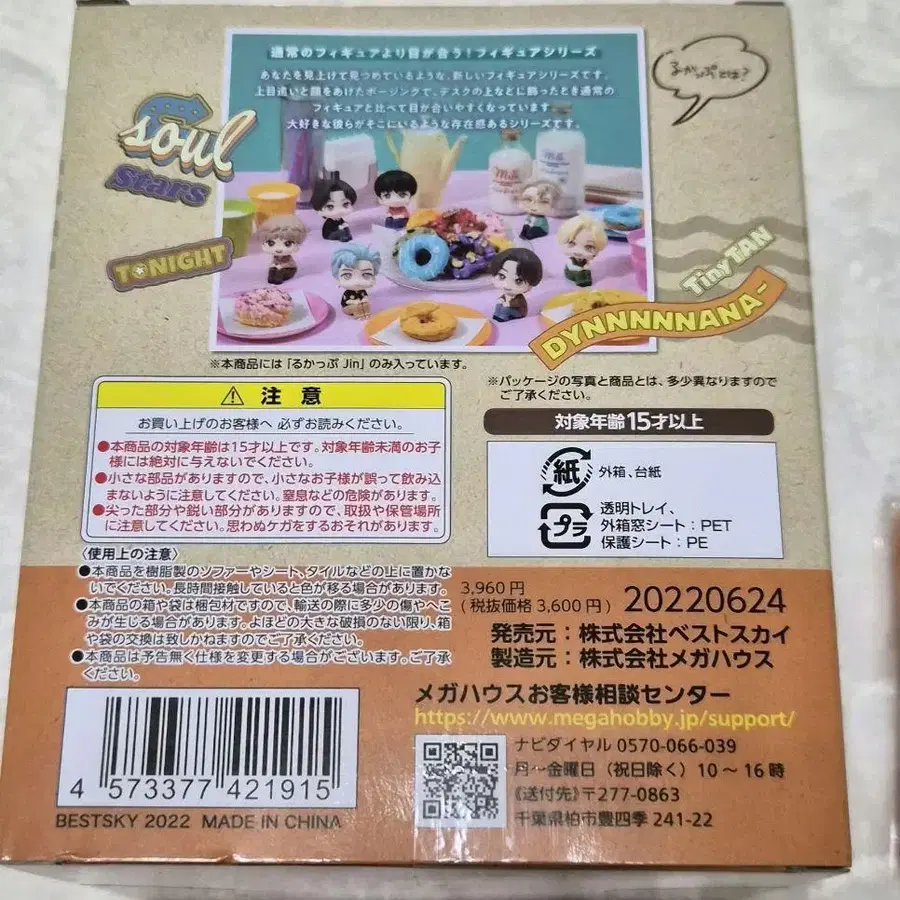 通常のフィギュアより目が合う!フィギュアシリーズ
あなたを見上げて見つめているような、新しいフィギュアシリーズです。
上目遣いと顔をあげたポージングで、デスクの上などに飾ったとき通常の
フィギュアと比べて目が合いやすくなっています。
大好きな彼らがそこにいるような存在感あるシリーズです。
るかっぷとは?
soul
stars
TONIGHT
Milk
Milk
TinyTAN
DYNNNNNANA-
※本商品には「るかっぷ Jin」のみ入っています。
※パッケージの写真と商品とは、多少異なりますので
ご了承ください。
注意
お買い上げのお客様へ 必ずお読みください。
●本商品の対象年齢は15才以上です。対象年齢未満のお子
様には絶対に与えないでください。
●小さな部品がありますので、小さなお子様が誤って飲み込
まないように注意してください。窒息などの危険があります。
●尖った部分や鋭い部分がありますので、取扱や保管場所
に注意してください。思わぬケガをするおそれがあります。
対象年齢15才以上
紙
外箱、台紙
プラ
透明トレイ、
外箱窓シート:PET
保護シート:PE
〈使用上の注意〉
●本商品を樹脂製のソファーやシート、タイルなどの上に置かな
いでください。長時間接触していると色が移る場合があります。
●本商品の箱や袋は梱包材ですので、輸送の際に多少の傷やへこ
みが生じる場合があります。よほどの大きな破損のない限り、箱
や袋の交換は致しかねますのでご了承ください。
●本商品は予告無く仕様を変更する場合がございます。ご了承
ください。
3,960円
(税抜価格 3,600円)
20220624
発売元:株式会社ベストスカイ
製造元:株式会社メガハウス
メガハウスお客様相談センター
https://www.megahobby.jp/support/
ナビダイヤル 0570-066-039
月~金曜日(祝日除く)10~16時
《送付先》〒277-0863
千葉県柏市豊四季 241-22
4 573377 421915
BESTSKY 2022 MADE IN CHINA